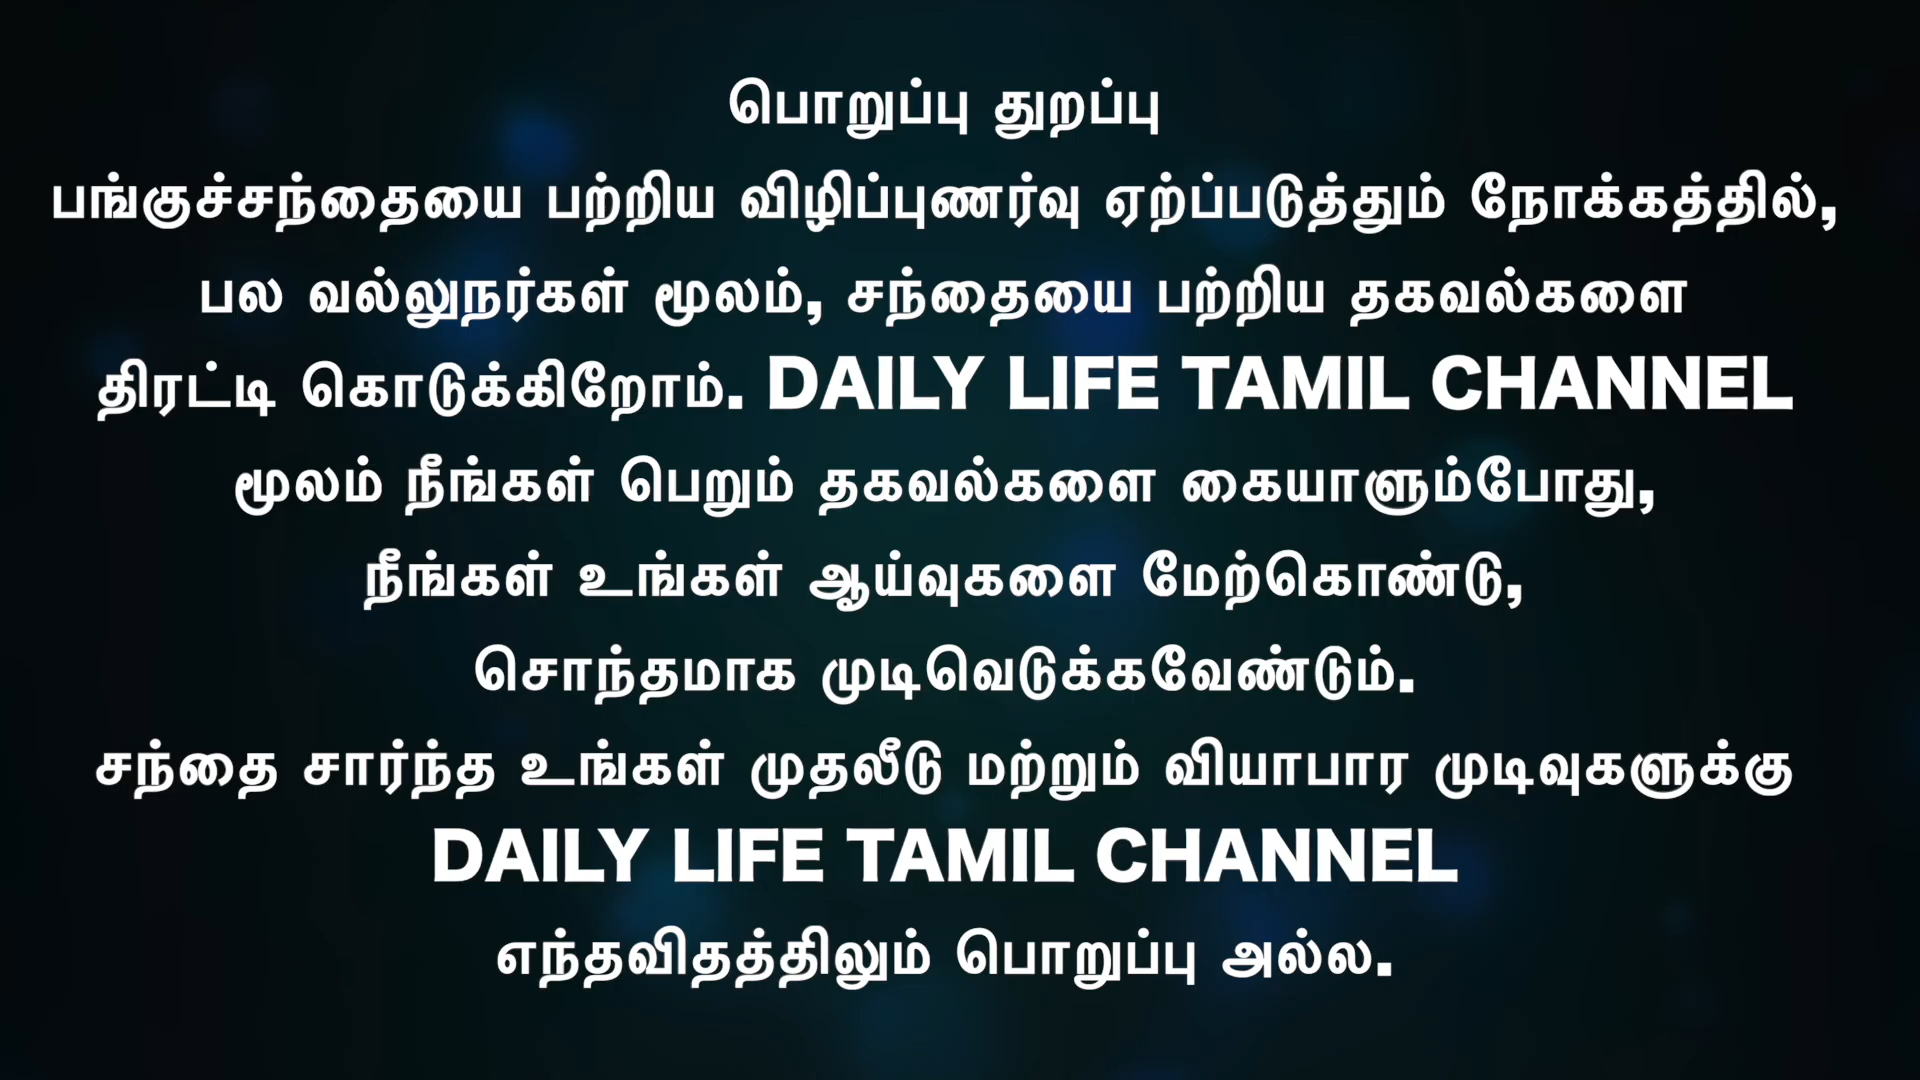 பொறுப்பு துறப்பு
பங்குச்சந்தையை பற்றிய விழிப்புணர்வு ஏற்ப்படுத்தும் நோக்கத்தில்,
பல வல்லுநர்கள் மூலம், சந்தையை பற்றிய தகவல்களை
திரட்டி கொடுக்கிறோம். DAILY LIFE TAMIL CHANNEL
மூலம் நீங்கள் பெறும் தகவல்களை கையாளும்போது,
நீங்கள் உங்கள் ஆய்வுகளை மேற்கொண்டு,
சொந்தமாக முடிவெடுக்கவேண்டும்.
சந்தை சார்ந்த உங்கள் முதலீடு மற்றும் வியாபார முடிவுகளுக்கு
DAILY LIFE TAMIL CHANNEL
எந்தவிதத்திலும் பொறுப்பு அல்ல.